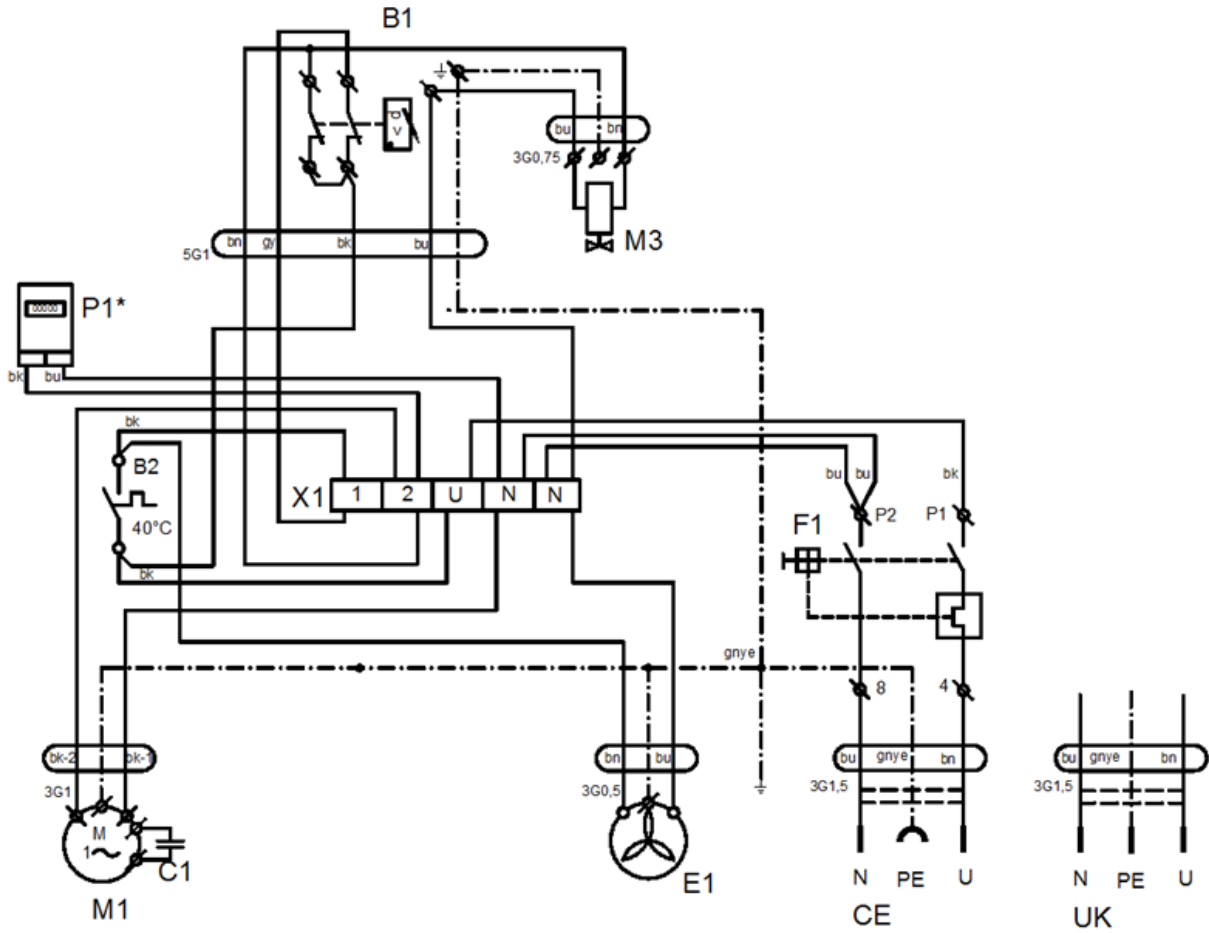 B1
bu
bn
3G0,75
p
v
M3
bn
gy
bk
bu
5G1
00000
P1*
bk
bu
bk
B2
40°C
bk
X1
1
2
U
N
N
bu
bu
bk
P2
P1
F1
gnye
8
4
bk-2
bk-1
3G1
M
1
C1
M1
bn
bu
3G0,5
E1
bu
gnye
bn
3G1,5
N
PE
U
CE
bu
gnye
bn
3G1,5
N
PE
U
UK